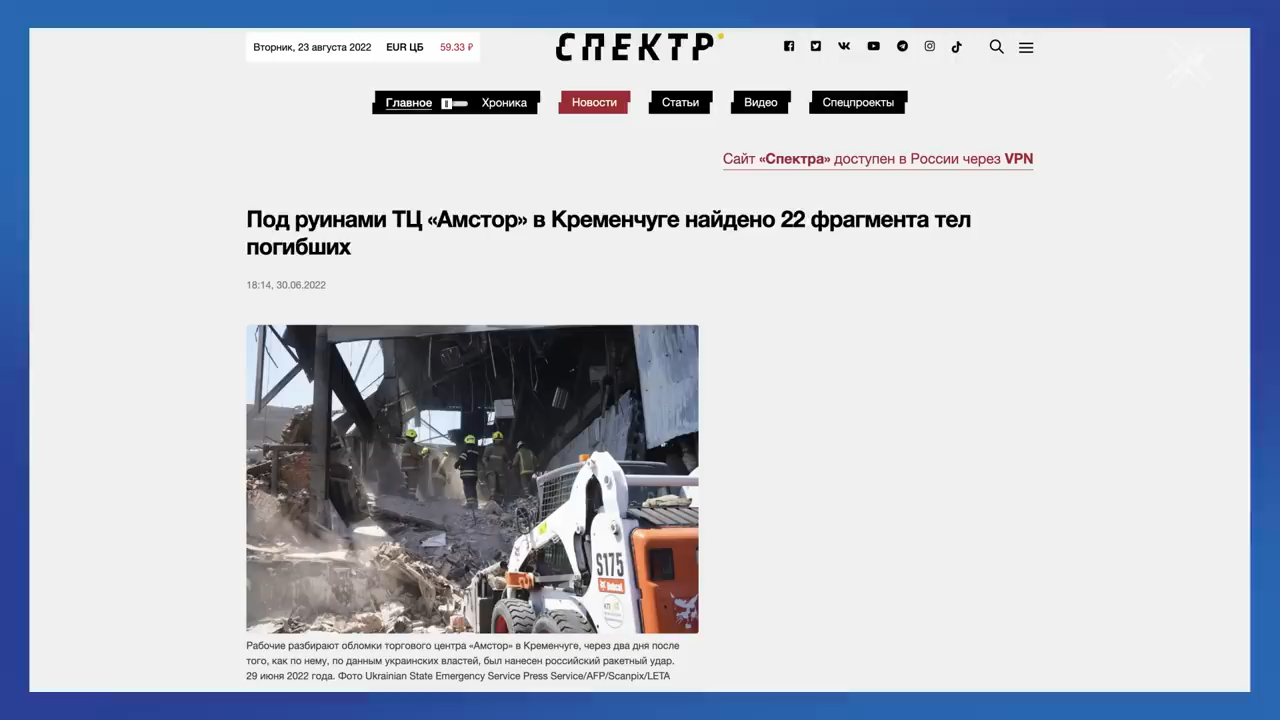 Вторник, 23 августа 2022 EUR ЦБ 59.33 ₽
СПЕКТР
Главное Хроника Новости Статьи Видео Спецпроекты
Сайт «Спектра» доступен в России через VPN
Под руинами ТЦ «Амстор» в Кременчуге найдено 22 фрагмента тел
погибших
18:14, 30.06.2022
S175
Bobcat
Рабочие разбирают обломки торгового центра «Амстор» в Кременчуге, через два дня после
того, как по нему, по данным украинских властей, был нанесен российский ракетный удар.
29 июня 2022 года. Фото Ukrainian State Emergency Service Press Service/AFP/Scanpix/LETA